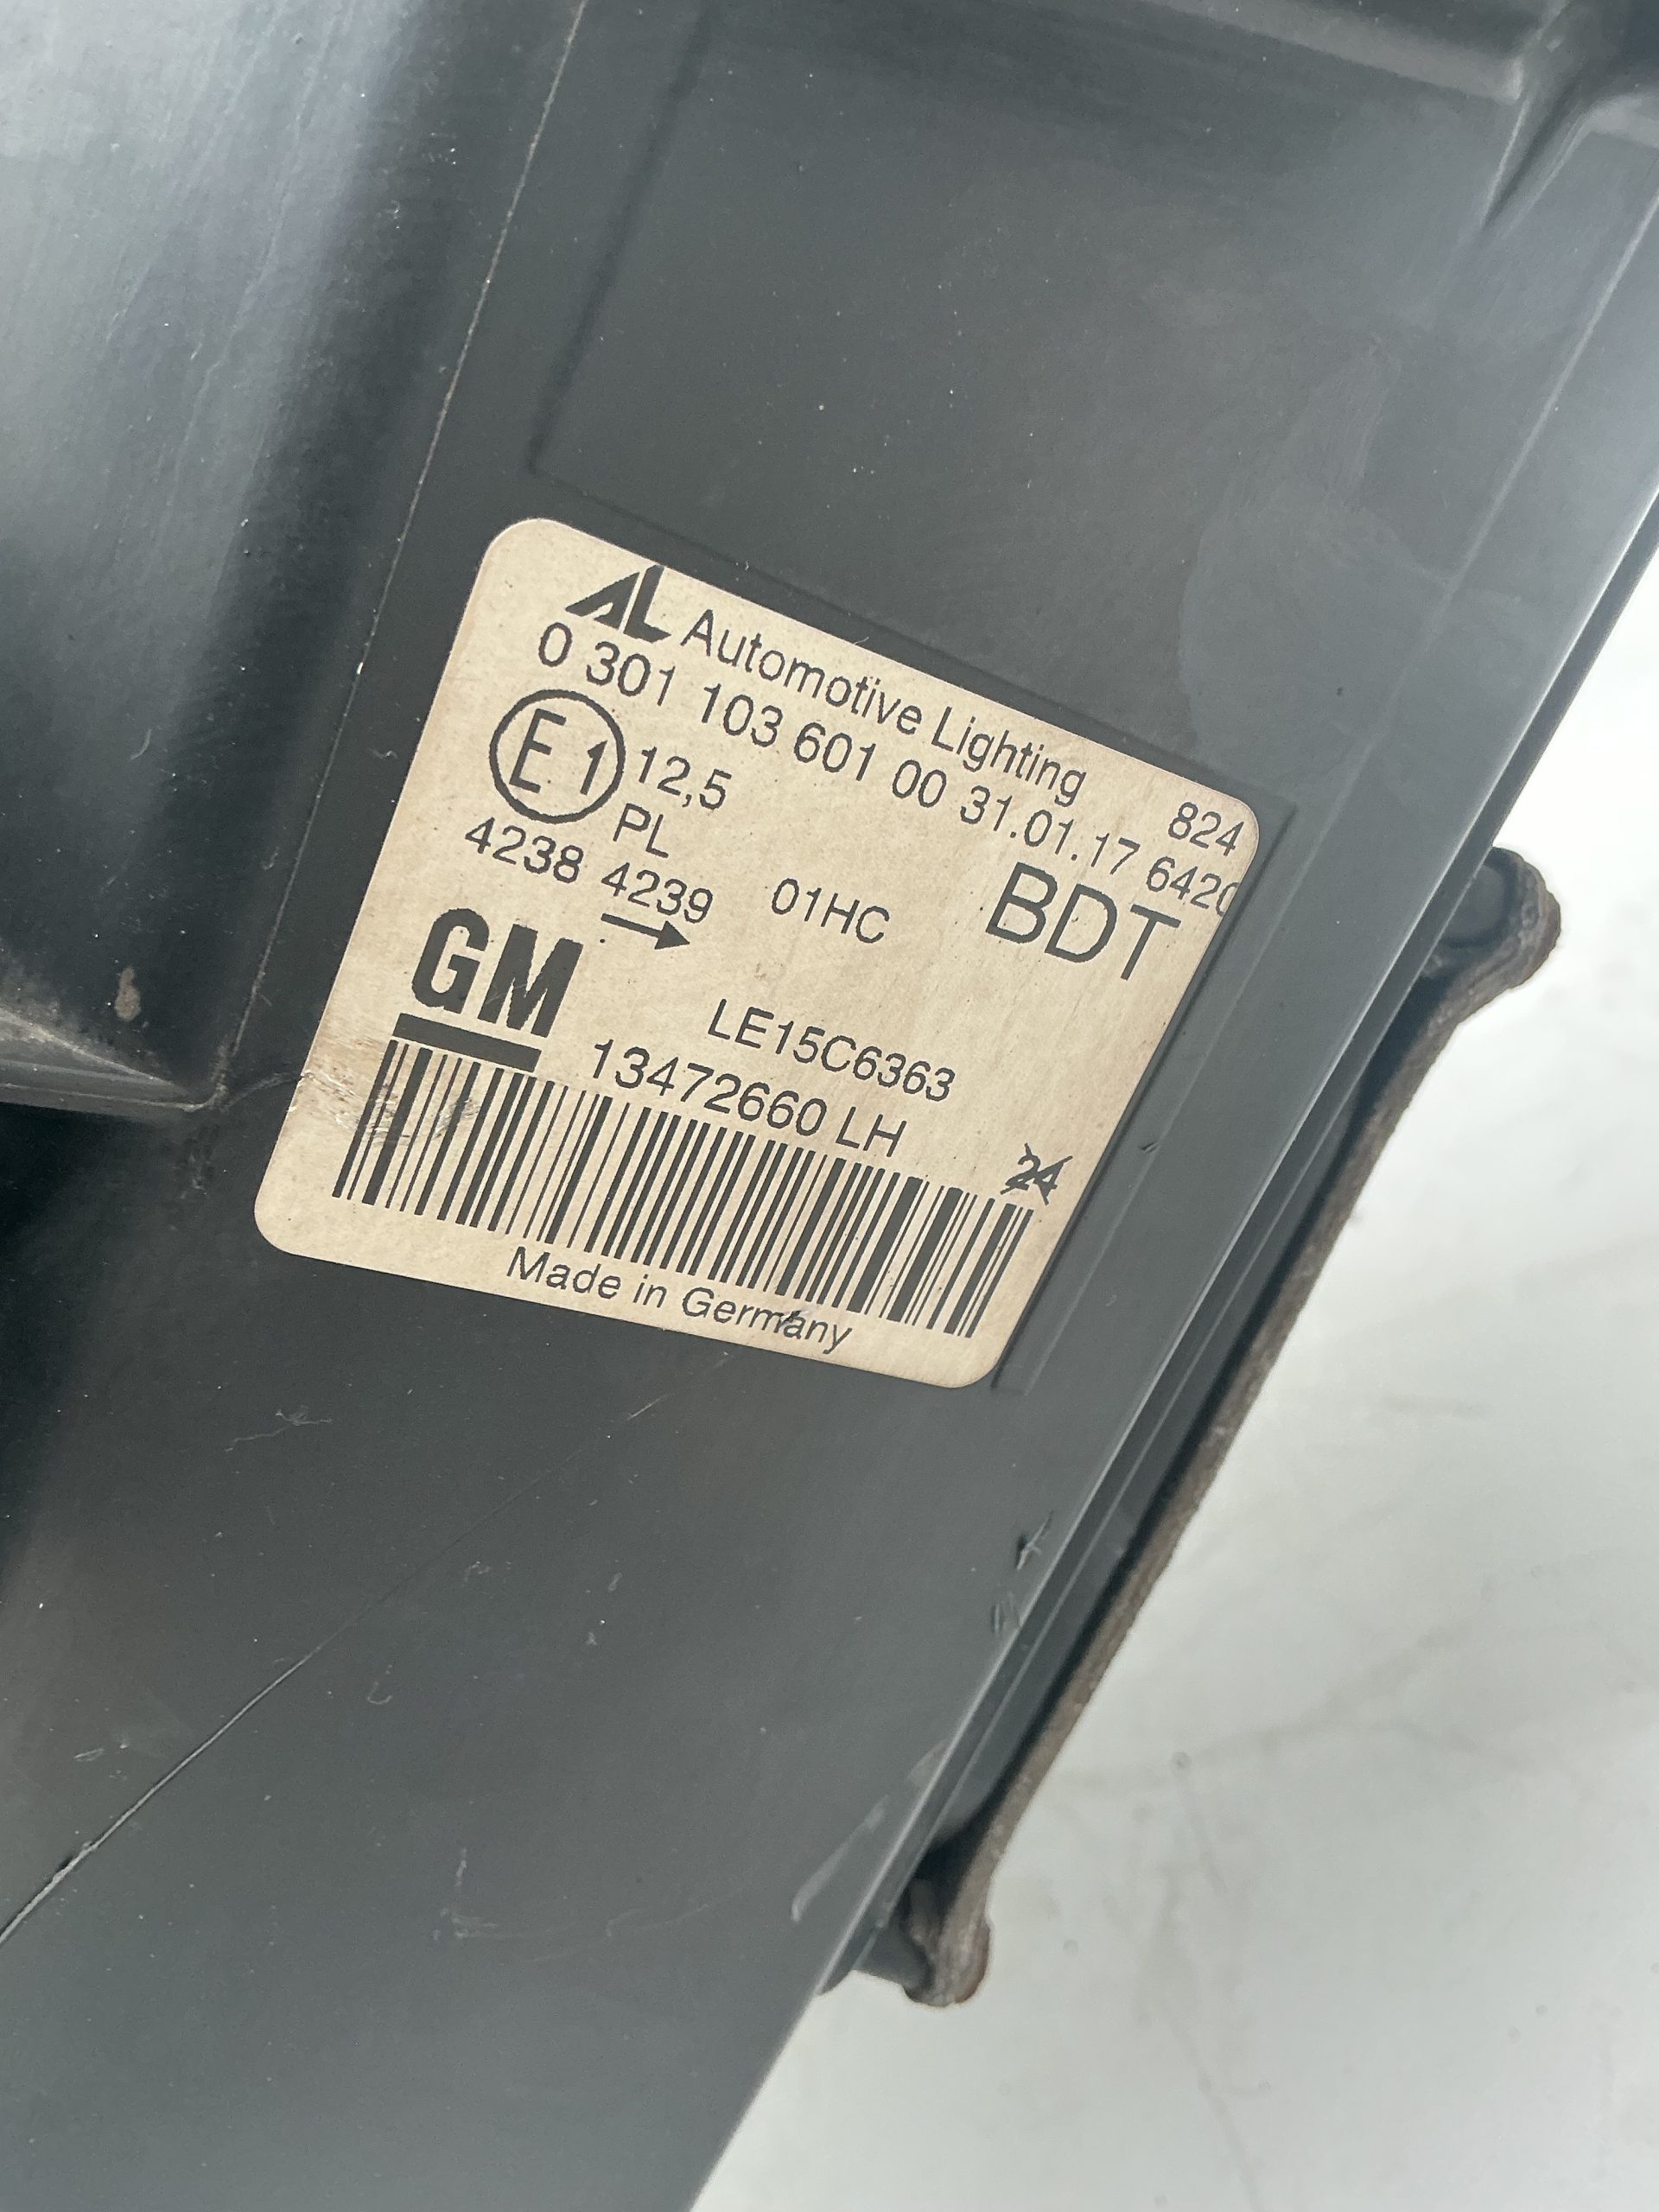 AL Automotive Lighting 824
0 301 103 601 00 31.01.17 6420
E1 12,5
PL BDT
4238 4239 01HC
GM LE15C6363
13472660 LH
24
Made in Germany